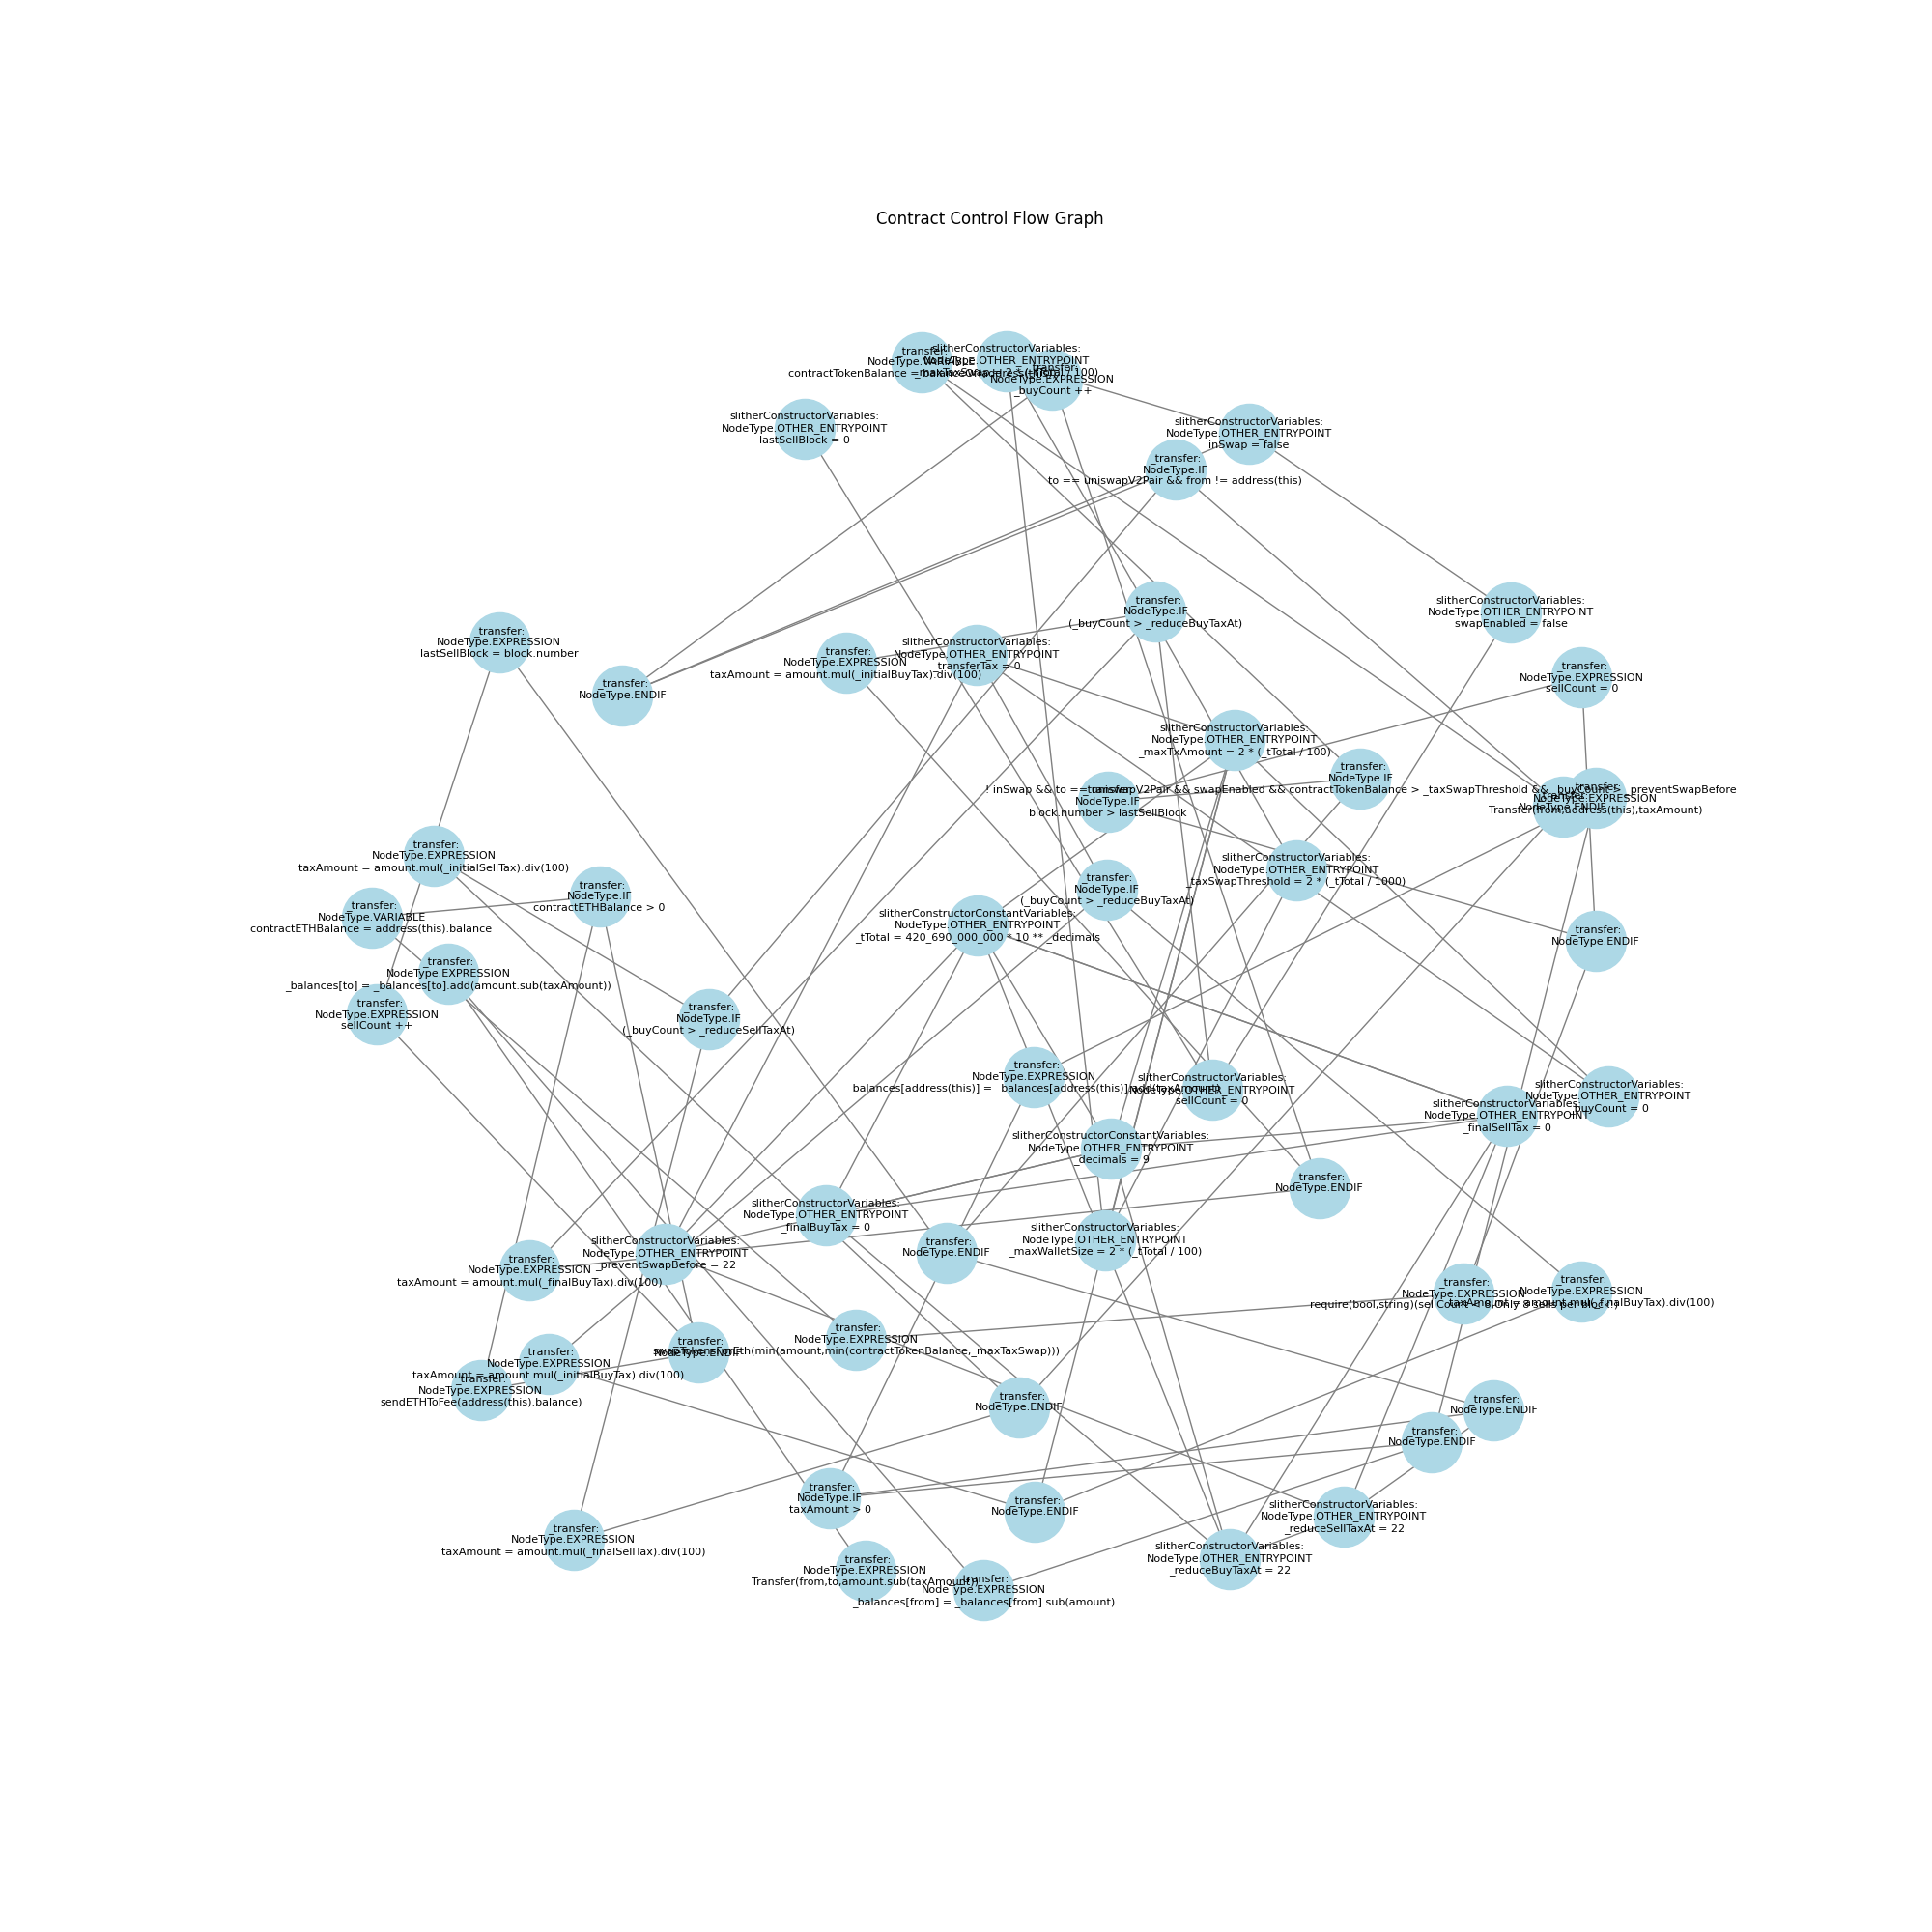 Contract Control Flow Graph
_transfer:
NodeType.VARIABLE
contractTokenBalance = balanceOf(address(this))
slitherConstructorVariables:
NodeType.OTHER_ENTRYPOINT
_maxTaxSwap = 2 * (_tTotal / 100)
_transfer:
NodeType.EXPRESSION
_buyCount ++
slitherConstructorVariables:
NodeType.OTHER_ENTRYPOINT
lastSellBlock = 0
slitherConstructorVariables:
NodeType.OTHER_ENTRYPOINT
inSwap = false
_transfer:
NodeType.IF
to == uniswapV2Pair && from != address(this)
_transfer:
NodeType.IF
(_buyCount > _reduceBuyTaxAt)
slitherConstructorVariables:
NodeType.OTHER_ENTRYPOINT
swapEnabled = false
_transfer:
NodeType.EXPRESSION
lastSellBlock = block.number
_transfer:
NodeType.ENDIF
_transfer:
NodeType.EXPRESSION
taxAmount = amount.mul(_initialBuyTax).div(100)
slitherConstructorVariables:
NodeType.OTHER_ENTRYPOINT
transferTax = 0
_transfer:
NodeType.EXPRESSION
sellCount = 0
slitherConstructorVariables:
NodeType.OTHER_ENTRYPOINT
_maxTxAmount = 2 * (_tTotal / 100)
_transfer:
NodeType.IF
! inSwap && to == uniswapV2Pair && swapEnabled && contractTokenBalance > _taxSwapThreshold && _buyCount > _preventSwapBefore
_transfer:
NodeType.IF
block.number > lastSellBlock
_transfer:
NodeType.ENDIF
_transfer:
NodeType.EXPRESSION
Transfer(from,address(this),taxAmount)
_transfer:
NodeType.EXPRESSION
taxAmount = amount.mul(_initialSellTax).div(100)
slitherConstructorVariables:
NodeType.OTHER_ENTRYPOINT
_taxSwapThreshold = 2 * (_tTotal / 1000)
_transfer:
NodeType.IF
(_buyCount > _reduceBuyTaxAt)
_transfer:
NodeType.IF
contractETHBalance > 0
_transfer:
NodeType.VARIABLE
contractETHBalance = address(this).balance
slitherConstructorConstantVariables:
NodeType.OTHER_ENTRYPOINT
_tTotal = 420_690_000_000 * 10 ** _decimals
_transfer:
NodeType.ENDIF
_transfer:
NodeType.EXPRESSION
_balances[to] = _balances[to].add(amount.sub(taxAmount))
_transfer:
NodeType.EXPRESSION
sellCount ++
_transfer:
NodeType.IF
(_buyCount > _reduceSellTaxAt)
_transfer:
NodeType.EXPRESSION
_balances[address(this)] = _balances[address(this)].add(taxAmount)
slitherConstructorVariables:
NodeType.OTHER_ENTRYPOINT
sellCount = 0
slitherConstructorVariables:
NodeType.OTHER_ENTRYPOINT
_buyCount = 0
slitherConstructorVariables:
NodeType.OTHER_ENTRYPOINT
_finalSellTax = 0
slitherConstructorConstantVariables:
NodeType.OTHER_ENTRYPOINT
_decimals = 9
_transfer:
NodeType.ENDIF
slitherConstructorVariables:
NodeType.OTHER_ENTRYPOINT
_finalBuyTax = 0
slitherConstructorVariables:
NodeType.OTHER_ENTRYPOINT
_maxWalletSize = 2 * (_tTotal / 100)
slitherConstructorVariables:
NodeType.OTHER_ENTRYPOINT
_preventSwapBefore = 22
_transfer:
NodeType.ENDIF
_transfer:
NodeType.EXPRESSION
taxAmount = amount.mul(_finalBuyTax).div(100)
_transfer:
NodeType.EXPRESSION
require(bool,string)(sellCount < Only sells per block!)
_transfer:
NodeType.EXPRESSION
taxAmount = amount.mul(_finalBuyTax).div(100)
_transfer:
NodeType.EXPRESSION
swapTokensForEth(min(amount,min(contractTokenBalance,_maxTaxSwap)))
_transfer:
NodeType.ENDIF
_transfer:
NodeType.EXPRESSION
taxAmount = amount.mul(_initialBuyTax).div(100)
_transfer:
NodeType.EXPRESSION
sendETHToFee(address(this).balance)
_transfer:
NodeType.ENDIF
_transfer:
NodeType.ENDIF
_transfer:
NodeType.ENDIF
_transfer:
NodeType.IF
taxAmount > 0
_transfer:
NodeType.ENDIF
slitherConstructorVariables:
NodeType.OTHER_ENTRYPOINT
_reduceSellTaxAt = 22
_transfer:
NodeType.EXPRESSION
taxAmount = amount.mul(_finalSellTax).div(100)
slitherConstructorVariables:
NodeType.OTHER_ENTRYPOINT
_reduceBuyTaxAt = 22
_transfer:
NodeType.EXPRESSION
Transfer(from,to,amount.sub(taxAmount))
_transfer:
NodeType.EXPRESSION
_balances[from] = _balances[from].sub(amount)